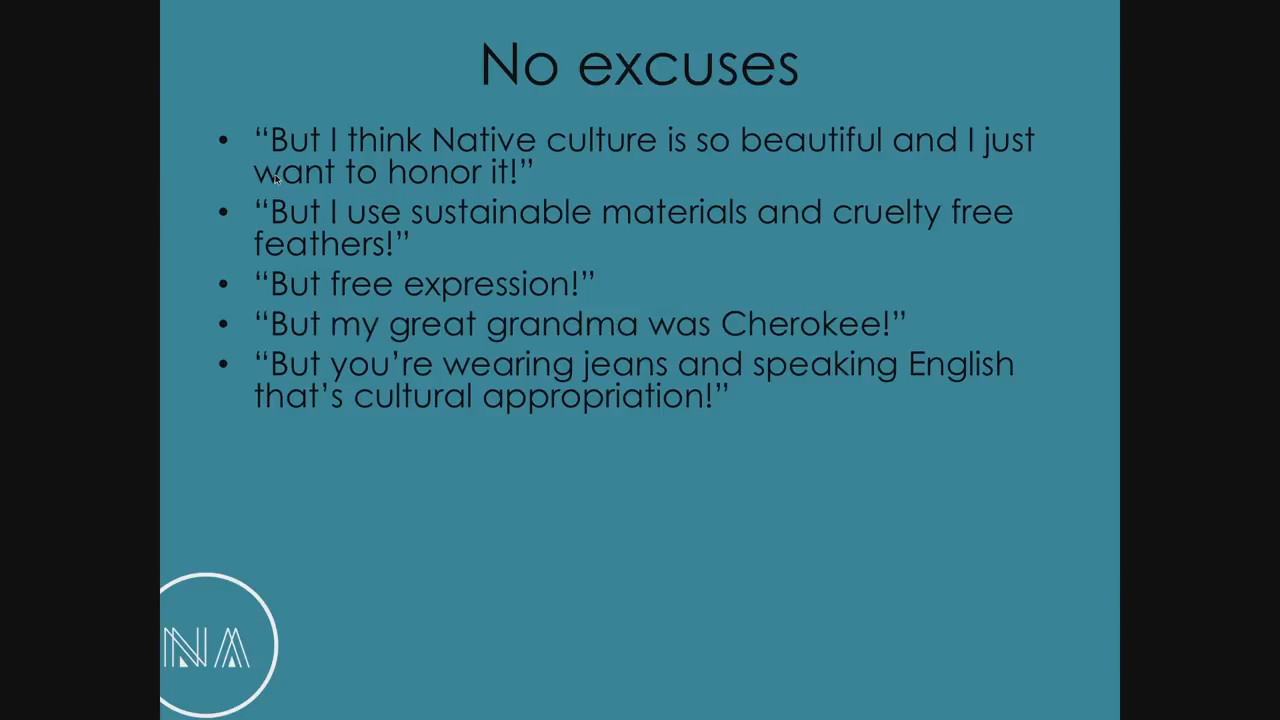 No excuses
• “But I think Native culture is so beautiful and I just
want to honor it!”
• “But I use sustainable materials and cruelty free
feathers!”
• “But free expression!”
• “But my great grandma was Cherokee!”
• “But you’re wearing jeans and speaking English
that’s cultural appropriation!”
NA